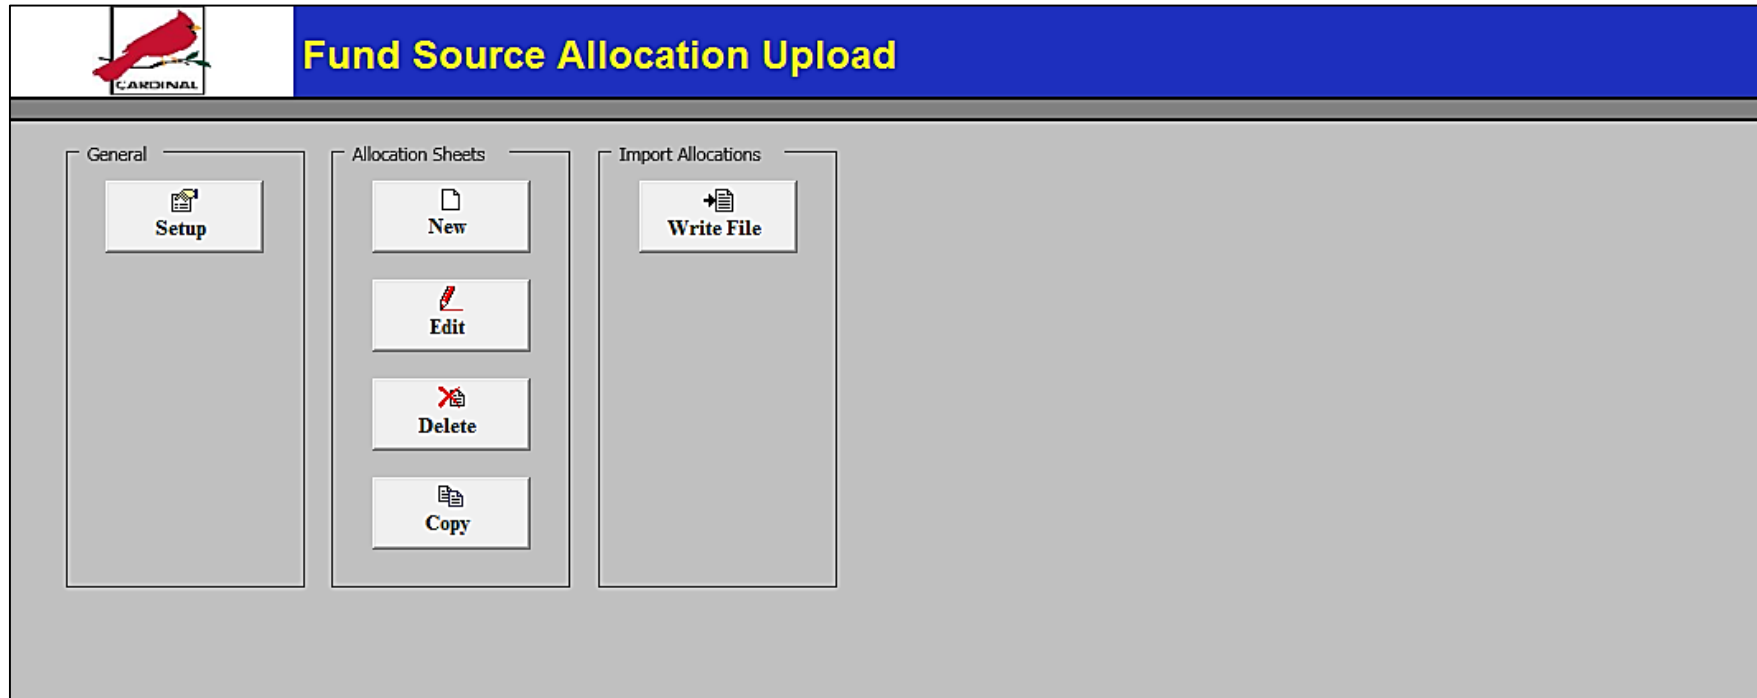 CARDINAL
Fund Source Allocation Upload
General
Setup
Allocation Sheets
New
Edit
Delete
Copy
Import Allocations
Write File